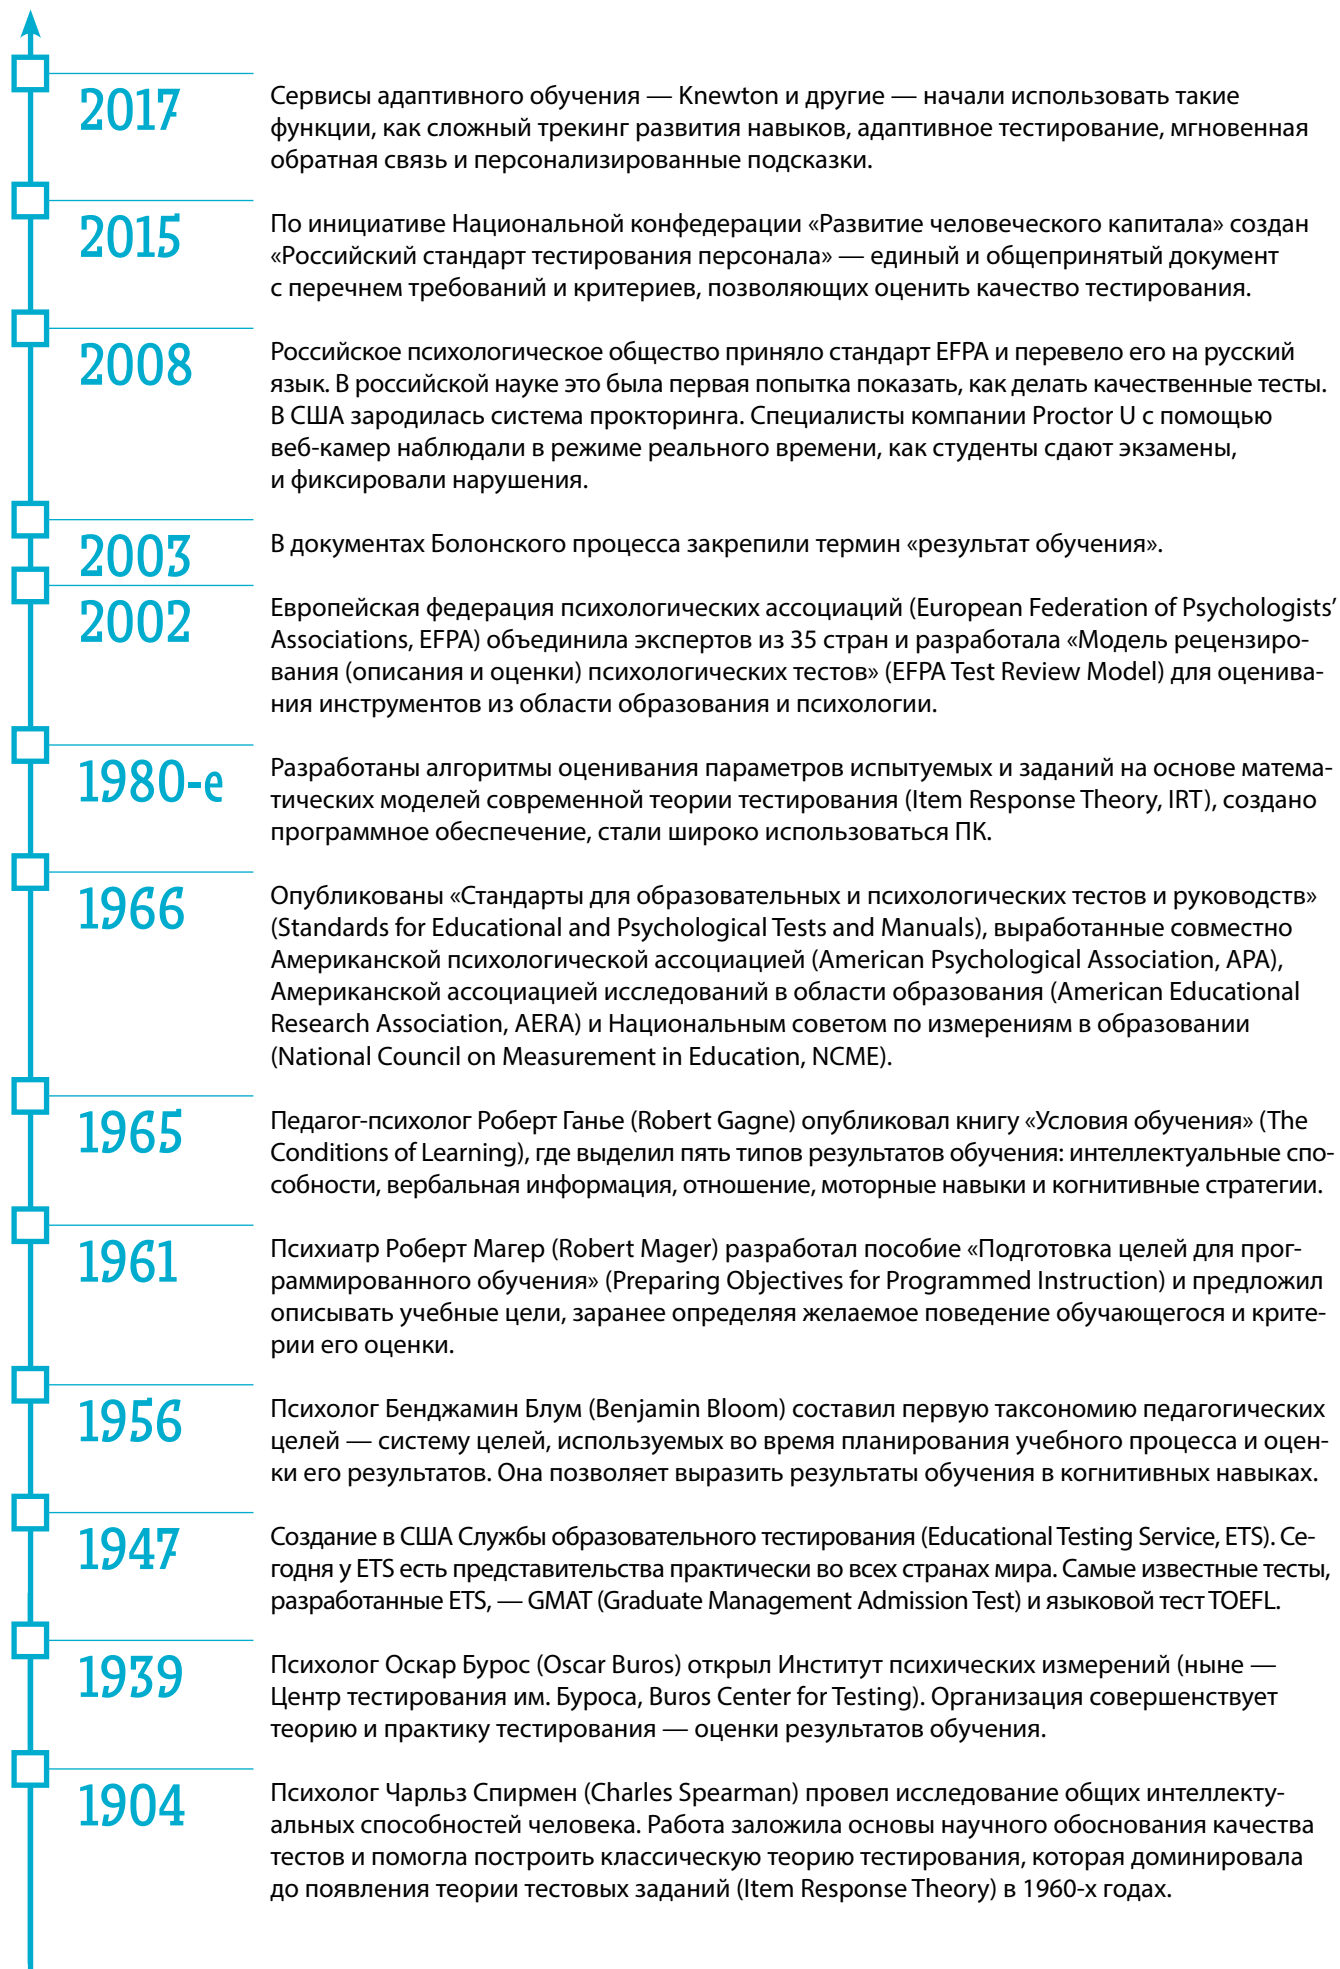 2017
Сервисы адаптивного обучения — Knewton и другие — начали использовать такие
функции, как сложный трекинг развития навыков, адаптивное тестирование, мгновенная
обратная связь и персонализированные подсказки.
2015
По инициативе Национальной конфедерации «Развитие человеческого капитала» создан
«Российский стандарт тестирования персонала» — единый и общепринятый документ
с перечнем требований и критериев, позволяющих оценить качество тестирования.
2008
Российское психологическое общество приняло стандарт EFPA и перевело его на русский
язык. В российской науке это была первая попытка показать, как делать качественные тесты.
В США зародилась система прокторинга. Специалисты компании Proctor U с помощью
веб-камер наблюдали в режиме реального времени, как студенты сдают экзамены,
и фиксировали нарушения.
2003
В документах Болонского процесса закрепили термин «результат обучения».
2002
Европейская федерация психологических ассоциаций (European Federation of Psychologists’
Associations, EFPA) объединила экспертов из 35 стран и разработала «Модель рецензиро-
вания (описания и оценки) психологических тестов» (EFPA Test Review Model) для оценива-
ния инструментов из области образования и психологии.
1980-е
Разработаны алгоритмы оценивания параметров испытуемых и заданий на основе матема-
тических моделей современной теории тестирования (Item Response Theory, IRT), создано
программное обеспечение, стали широко использоваться ПК.
1966
Опубликованы «Стандарты для образовательных и психологических тестов и руководств»
(Standards for Educational and Psychological Tests and Manuals), выработанные совместно
Американской психологической ассоциацией (American Psychological Association, APA),
Американской ассоциацией исследований в области образования (American Educational
Research Association, AERA) и Национальным советом по измерениям в образовании
(National Council on Measurement in Education, NCME).
1965
Педагог-психолог Роберт Ганье (Robert Gagne) опубликовал книгу «Условия обучения» (The
Conditions of Learning), где выделил пять типов результатов обучения: интеллектуальные спо-
собности, вербальная информация, отношение, моторные навыки и когнитивные стратегии.
1961
Психиатр Роберт Магер (Robert Mager) разработал пособие «Подготовка целей для прог-
раммированного обучения» (Preparing Objectives for Programmed Instruction) и предложил
описывать учебные цели, заранее определяя желаемое поведение обучающегося и крите-
рии его оценки.
1956
Психолог Бенджамин Блум (Benjamin Bloom) составил первую таксономию педагогических
целей — систему целей, используемых во время планирования учебного процесса и оцен-
ки его результатов. Она позволяет выразить результаты обучения в когнитивных навыках.
1947
Создание в США Службы образовательного тестирования (Educational Testing Service, ETS). Се-
годня у ETS есть представительства практически во всех странах мира. Самые известные тесты,
разработанные ETS, — GMAT (Graduate Management Admission Test) и языковой тест TOEFL.
1939
Психолог Оскар Бурос (Oscar Buros) открыл Институт психических измерений (ныне —
Центр тестирования им. Буроса, Buros Center for Testing). Организация совершенствует
теорию и практику тестирования — оценки результатов обучения.
1904
Психолог Чарльз Спирмен (Charles Spearman) провел исследование общих интеллекту-
альных способностей человека. Работа заложила основы научного обоснования качества
тестов и помогла построить классическую теорию тестирования, которая доминировала
до появления теории тестовых заданий (Item Response Theory) в 1960-х годах.